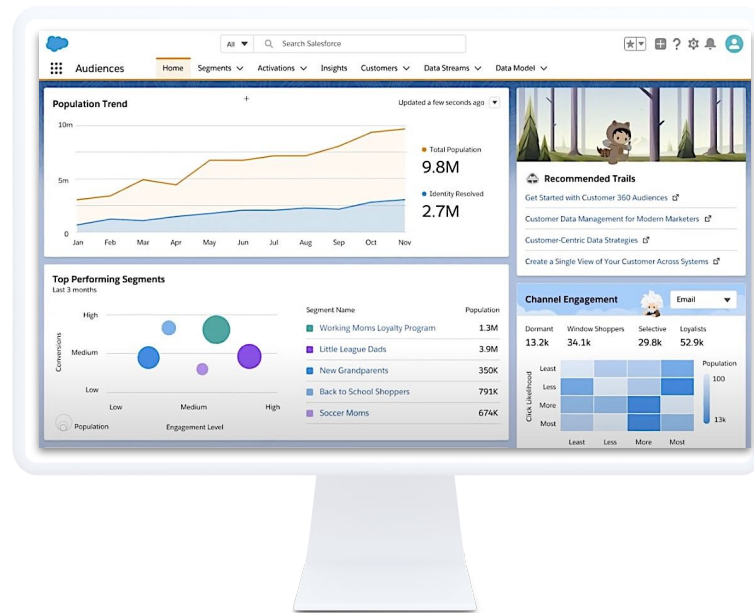 All
Search Salesforce
Audiences
Home
Segments
Activations
Insights
Customers
Data Streams
Data Model
Population Trend
Updated a few seconds ago
10m
5m
0
Jan Feb Mar Apr May Jun Jul Aug Sep Oct Nov
Total Population
9.8M
Identity Resolved
2.7M
Recommended Trails
Get Started with Customer 360 Audiences
Customer Data Management for Modern Marketers
Customer-Centric Data Strategies
Create a Single View of Your Customer Across Systems
Top Performing Segments
Last 3 months
Conversions
High
Medium
Low
Low Medium High
Population
Engagement Level
Segment Name Population
Working Moms Loyalty Program 1.3M
Little League Dads 3.9M
New Grandparents 350K
Back to School Shoppers 791K
Soccer Moms 674K
Channel Engagement
Email
Dormant Window Shoppers Selective Loyalists
13.2k 34.1k 29.8k 52.9k
Click Likelihood
Least
Less
More
Most
Least Less More Most
Population
100
13k